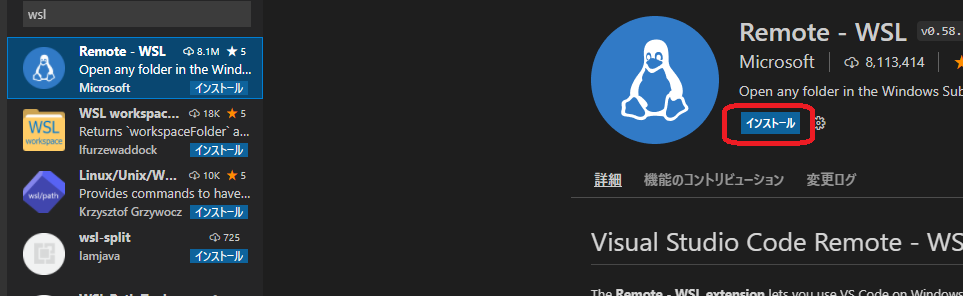 wsl
Remote - WSL 8.1M 5
Open any folder in the Wind...
Microsoft インストール
WSL workspac... 18K 5
Returns `workspaceFolder` a...
lfurzewaddock インストール
Linux/Unix/W... 10K 5
Provides commands to have...
Krzysztof Grzywocz インストール
wsl-split 725
Iamjava インストール
WSL
workspace
wsl/path
Remote - WSL v0.58.
Microsoft 8,113,414
Open any folder in the Windows Sub
インストール
詳細 機能のコントリビューション 変更ログ
Visual Studio Code Remote - WS
The Remote - WSL extension lets you use VS Code on Windows